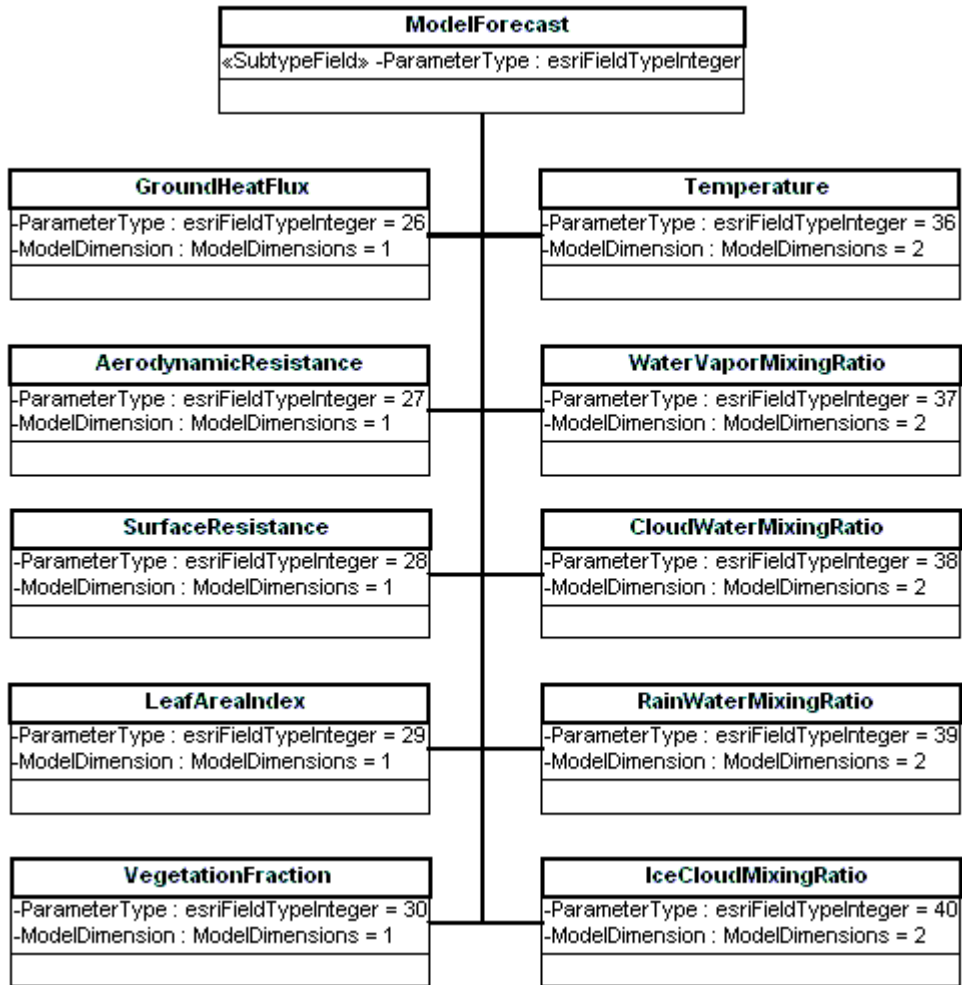 ModelForecast
«SubtypeField» -ParameterType : esriFieldTypeInteger
GroundHeatFlux
-ParameterType : esriFieldTypeInteger = 26
-ModelDimension : ModelDimensions = 1
Temperature
-ParameterType : esriFieldTypeInteger = 36
-ModelDimension : ModelDimensions = 2
AerodynamicResistance
-ParameterType : esriFieldTypeInteger = 27
-ModelDimension : ModelDimensions = 1
WaterVaporMixingRatio
-ParameterType : esriFieldTypeInteger = 37
-ModelDimension : ModelDimensions = 2
SurfaceResistance
-ParameterType : esriFieldTypeInteger = 28
-ModelDimension : ModelDimensions = 1
CloudWaterMixingRatio
-ParameterType : esriFieldTypeInteger = 38
-ModelDimension : ModelDimensions = 2
LeafAreaIndex
-ParameterType : esriFieldTypeInteger = 29
-ModelDimension : ModelDimensions = 1
RainWaterMixingRatio
-ParameterType : esriFieldTypeInteger = 39
-ModelDimension : ModelDimensions = 2
VegetationFraction
-ParameterType : esriFieldTypeInteger = 30
-ModelDimension : ModelDimensions = 1
IceCloudMixingRatio
-ParameterType : esriFieldTypeInteger = 40
-ModelDimension : ModelDimensions = 2